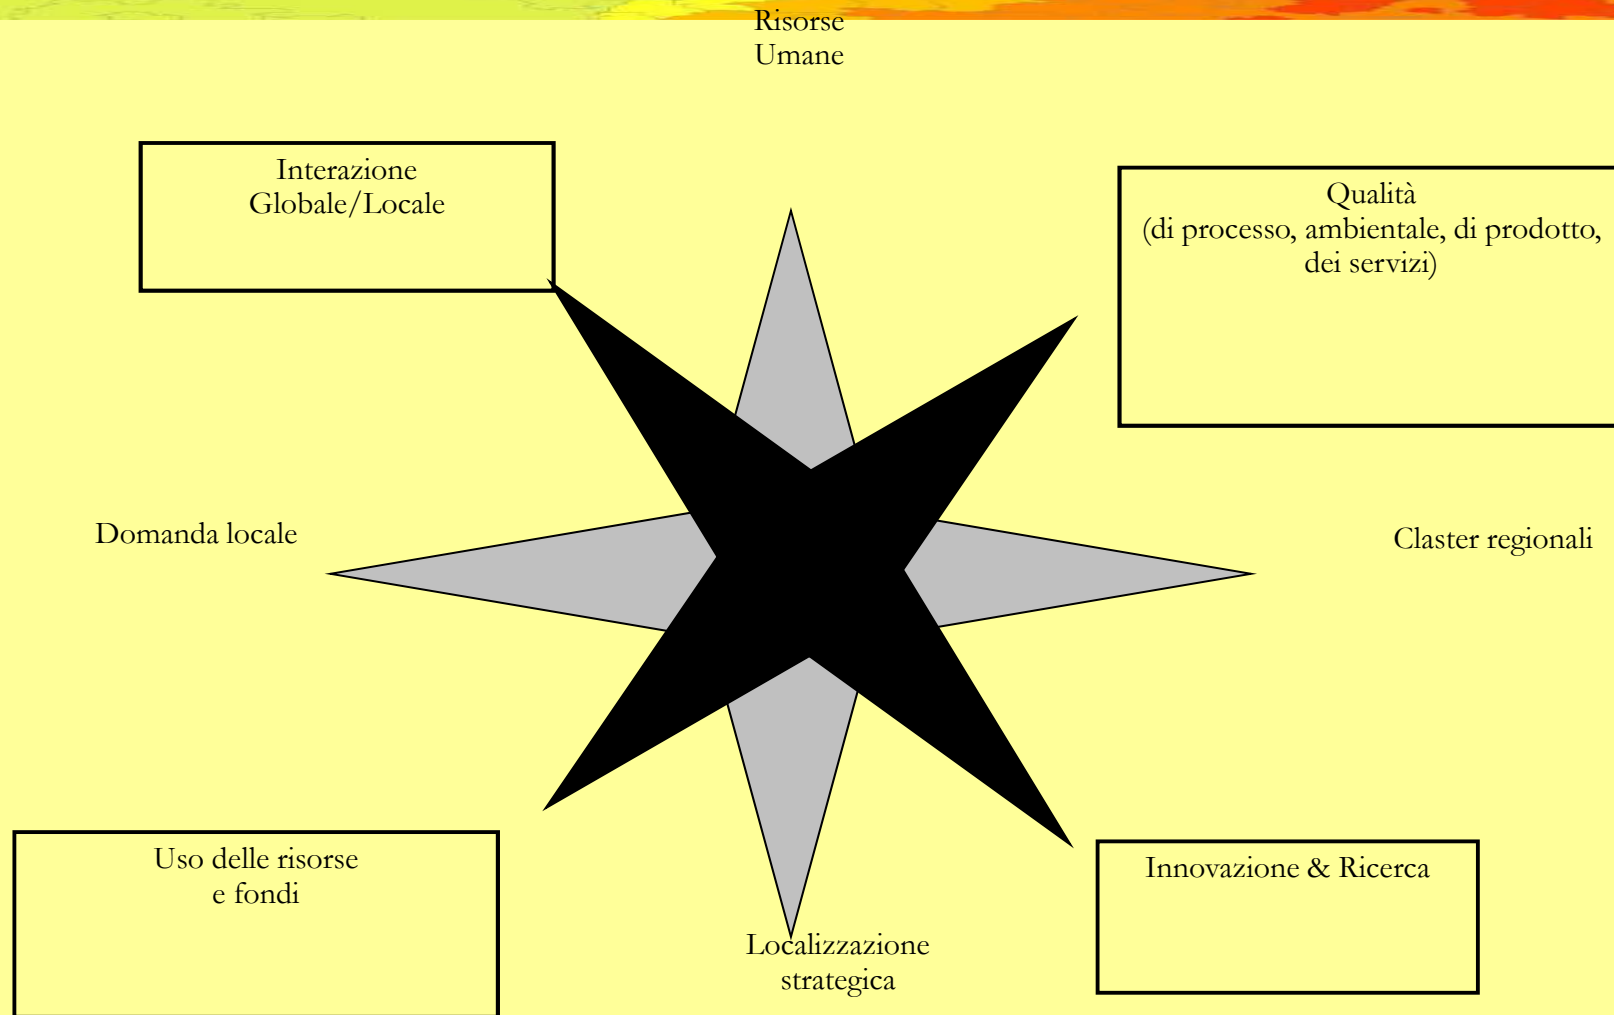 Risorse
Umane
Interazione
Globale/Locale
Qualità
(di processo, ambientale, di prodotto,
dei servizi)
Domanda locale
Claster regionali
Uso delle risorse
e fondi
Innovazione & Ricerca
Localizzazione
strategica